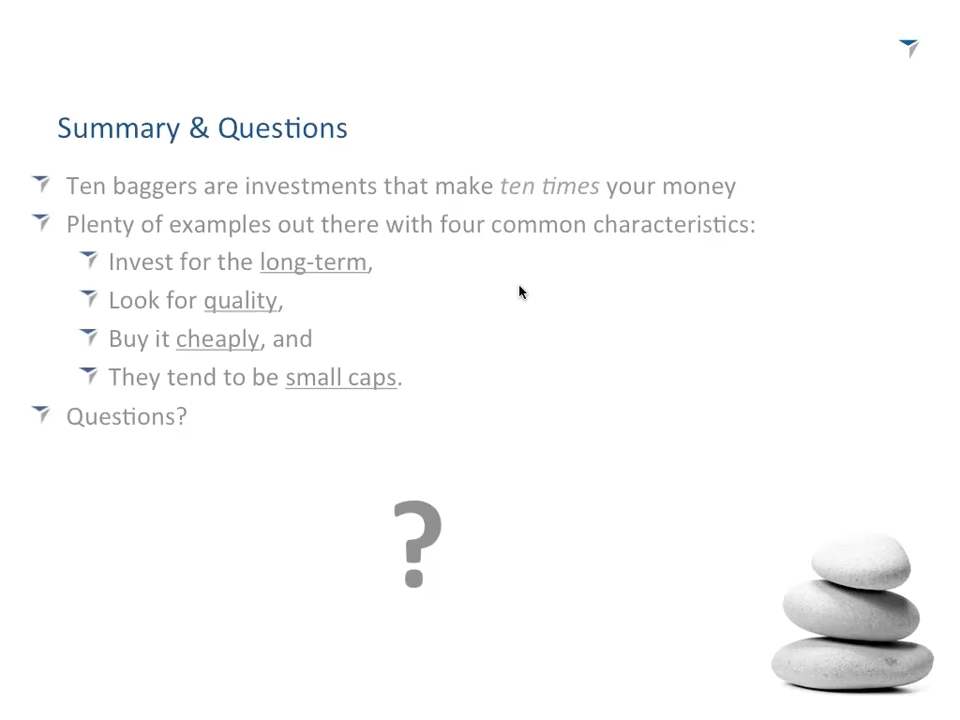 Summary & Questions
Ten baggers are investments that make ten times your money
Plenty of examples out there with four common characteristics:
Invest for the long-term,
Look for quality,
Buy it cheaply, and
They tend to be small caps.
Questions?
?